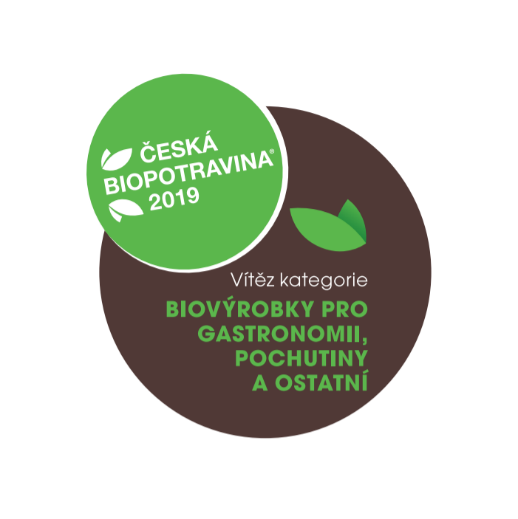 ČESKÁ
BIOPOTRAVINA®
2019
Vítěz kategorie
BIOVÝROBKY PRO
GASTRONOMII,
POCHUTINY
A OSTATNÍ